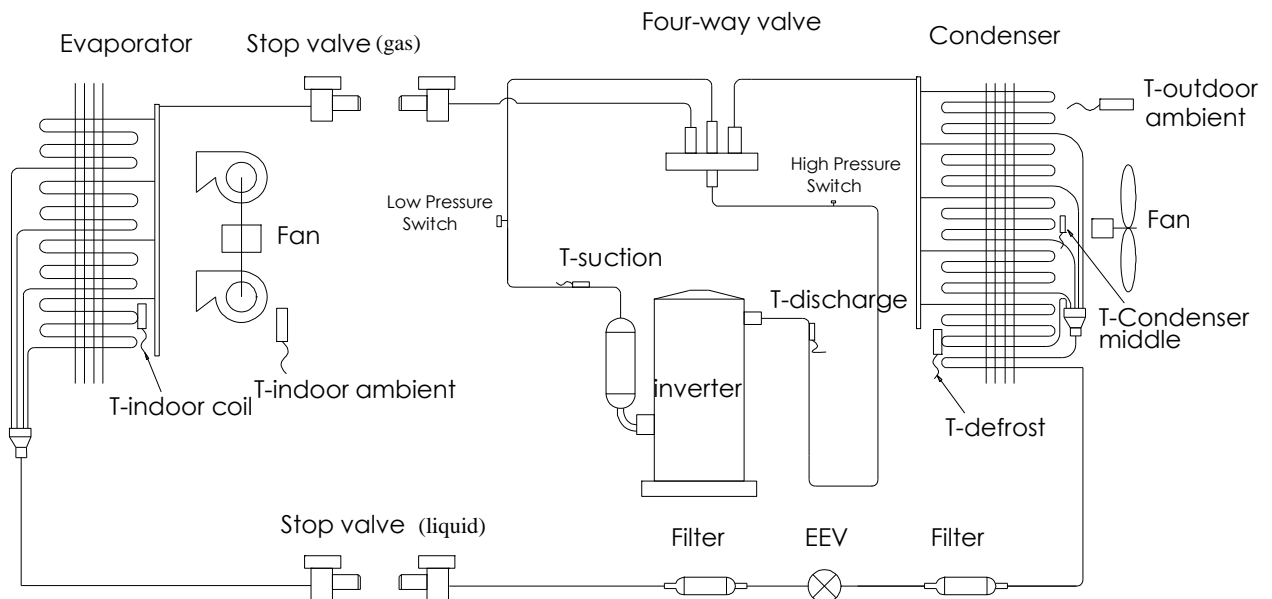 Four-way valve
Evaporator
Stop valve (gas)
Condenser
T-outdoor
ambient
High Pressure
Switch
Low Pressure
Switch
Fan
Fan
T-suction
T-discharge
T-Condenser
middle
inverter
T-indoor ambient
T-indoor coil
T-defrost
Stop valve (liquid)
Filter
EEV
Filter